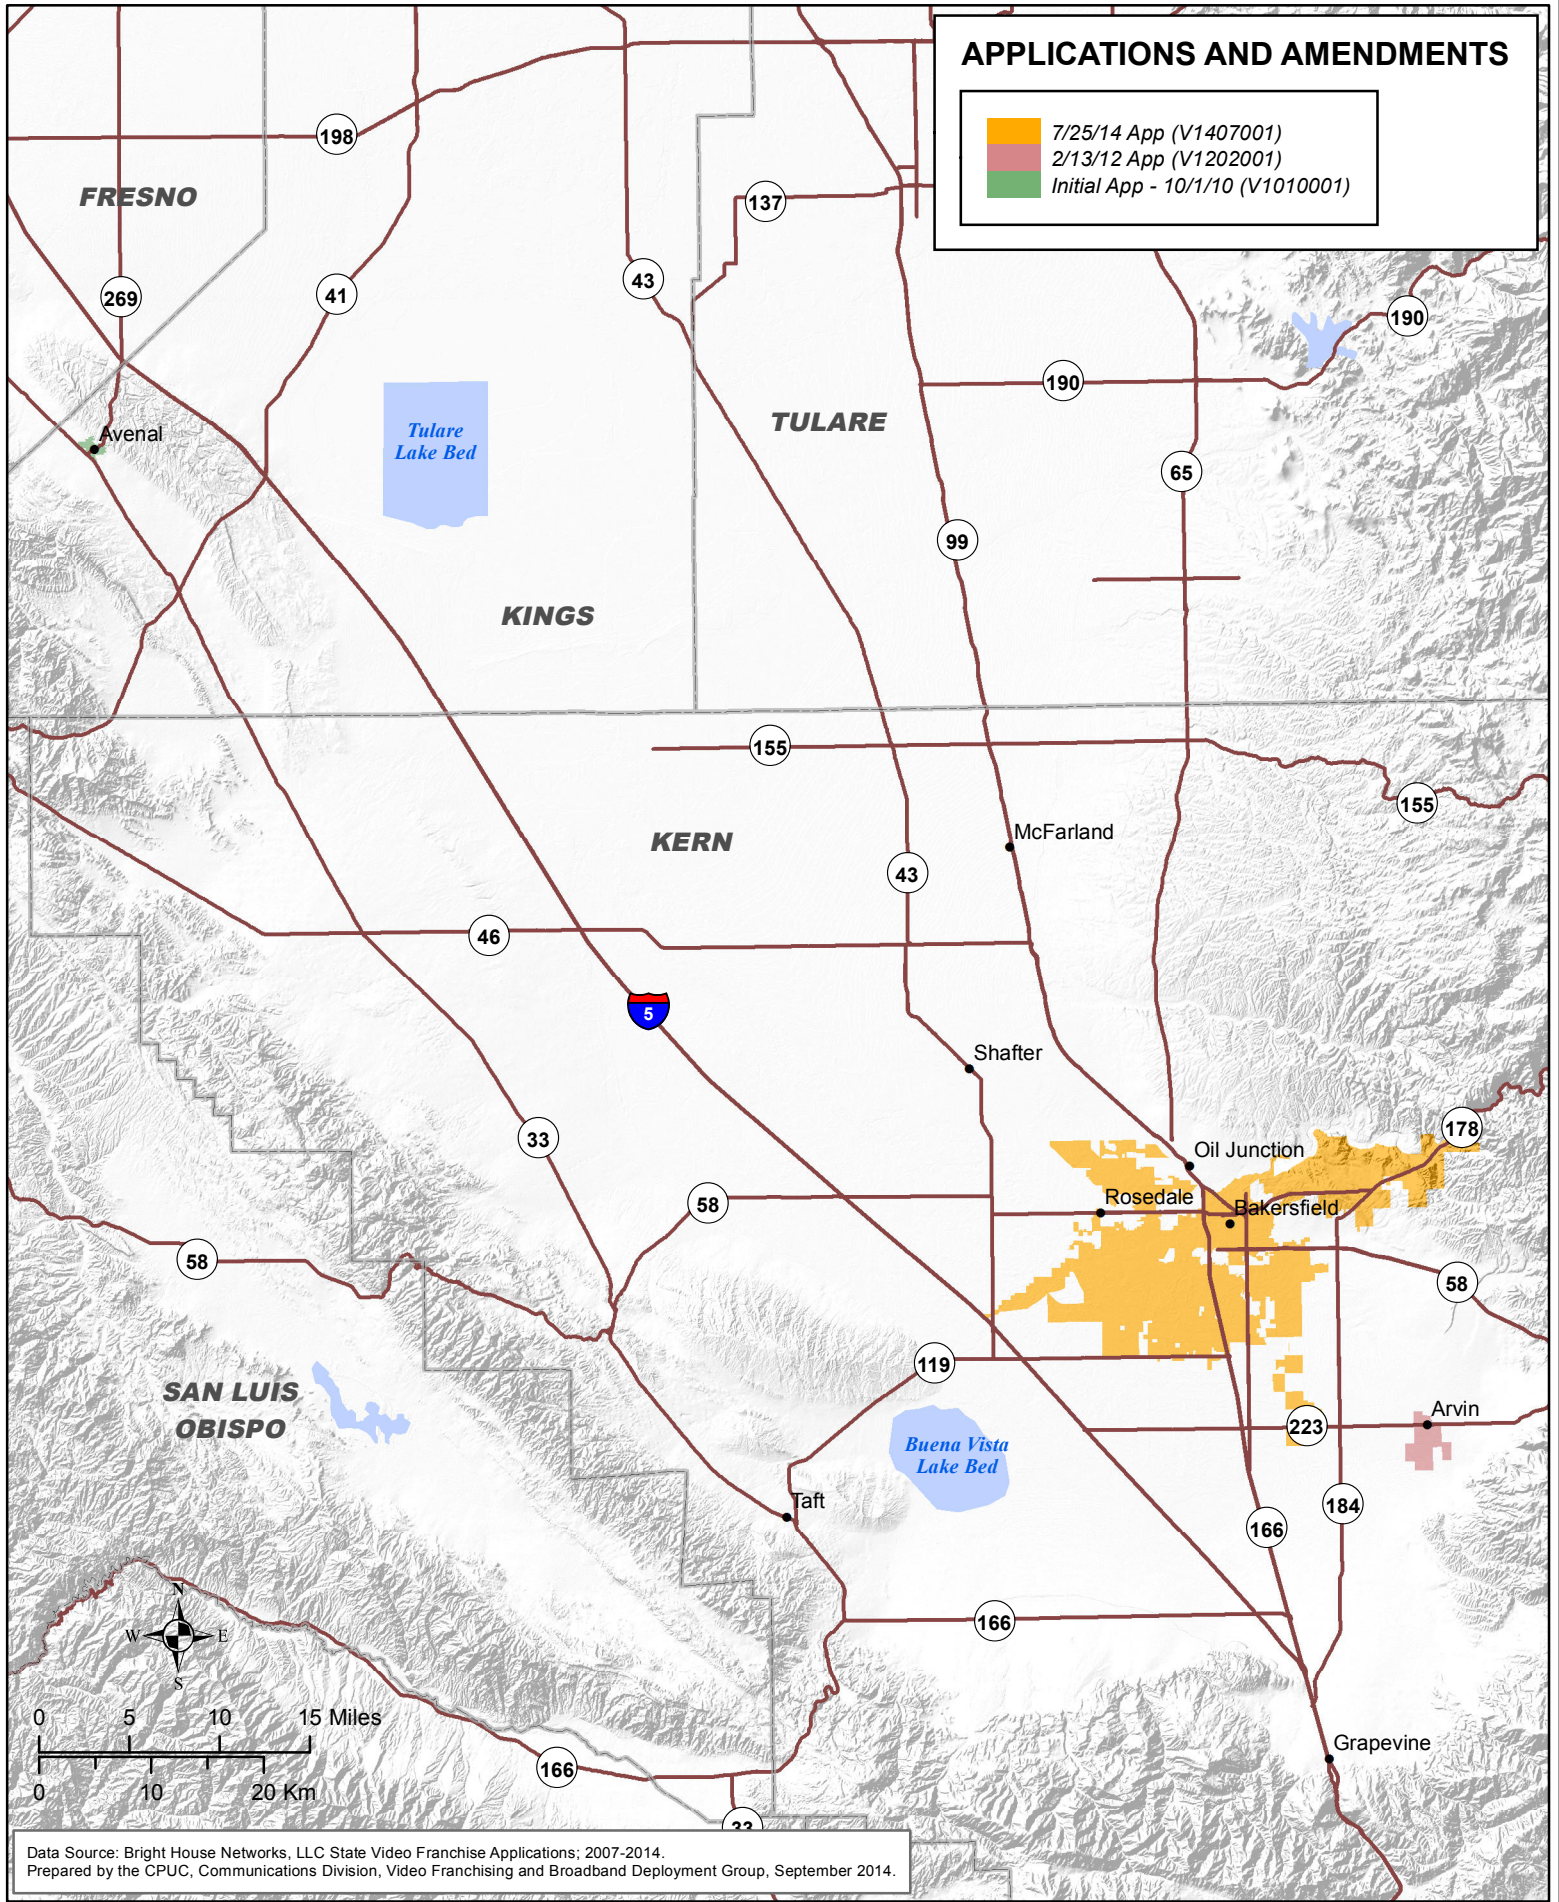 APPLICATIONS AND AMENDMENTS
7/25/14 App (V1407001)
2/13/12 App (V1202001)
Initial App - 10/1/10 (V1010001)
198
FRESNO
137
269
41
43
190
190
TULARE
Avenal
Tulare
Lake Bed
65
99
KINGS
155
155
McFarland
KERN
43
46
5
Shafter
33
178
Oil Junction
Rosedale
58
Bakersfield
58
58
119
SAN LUIS
OBISPO
Arvin
223
Buena Vista
Lake Bed
Taft
184
166
N
W
E
S
166
0 5 10 15 Miles
Grapevine
166
0 10 20 Km
33
Data Source: Bright House Networks, LLC State Video Franchise Applications; 2007-2014.
Prepared by the CPUC, Communications Division, Video Franchising and Broadband Deployment Group, September 2014.